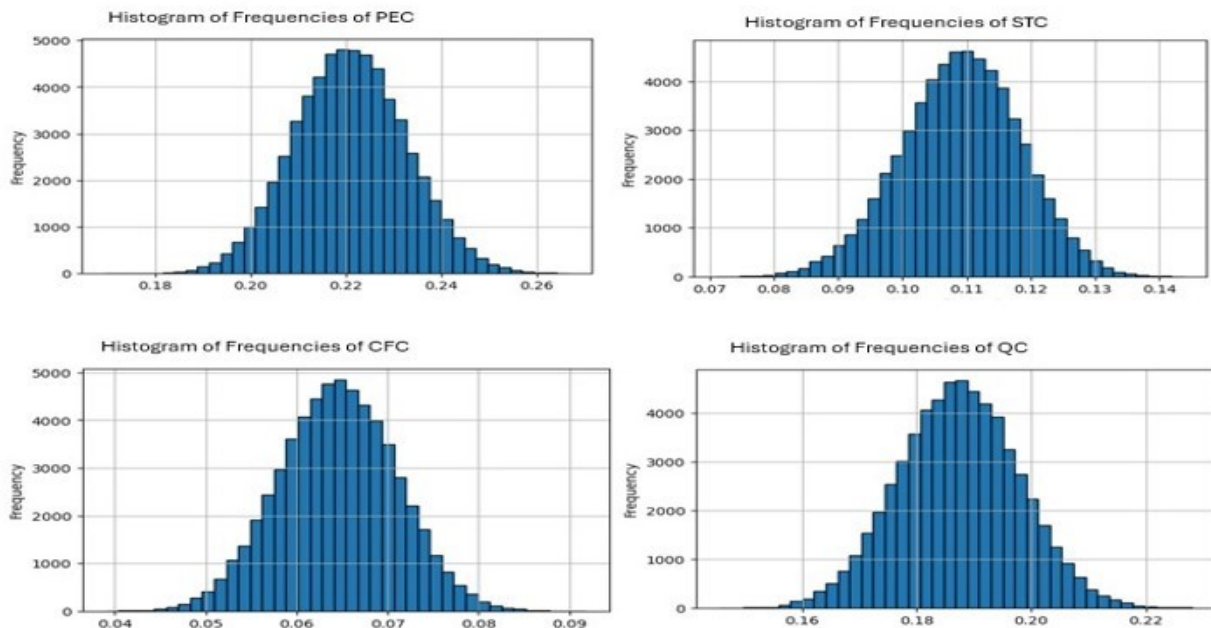 Histogram of Frequencies of PEC
5000
4000
3000
2000
1000
0
Frequency
0.18 0.20 0.22 0.24 0.26
Histogram of Frequencies of STC
4000
3000
2000
1000
0
Frequency
0.07 0.08 0.09 0.10 0.11 0.12 0.13 0.14
Histogram of Frequencies of CFC
5000
4000
3000
2000
1000
0
Frequency
0.04 0.05 0.06 0.07 0.08 0.09
Histogram of Frequencies of QC
4000
3000
2000
1000
0
Frequency
0.16 0.18 0.20 0.22